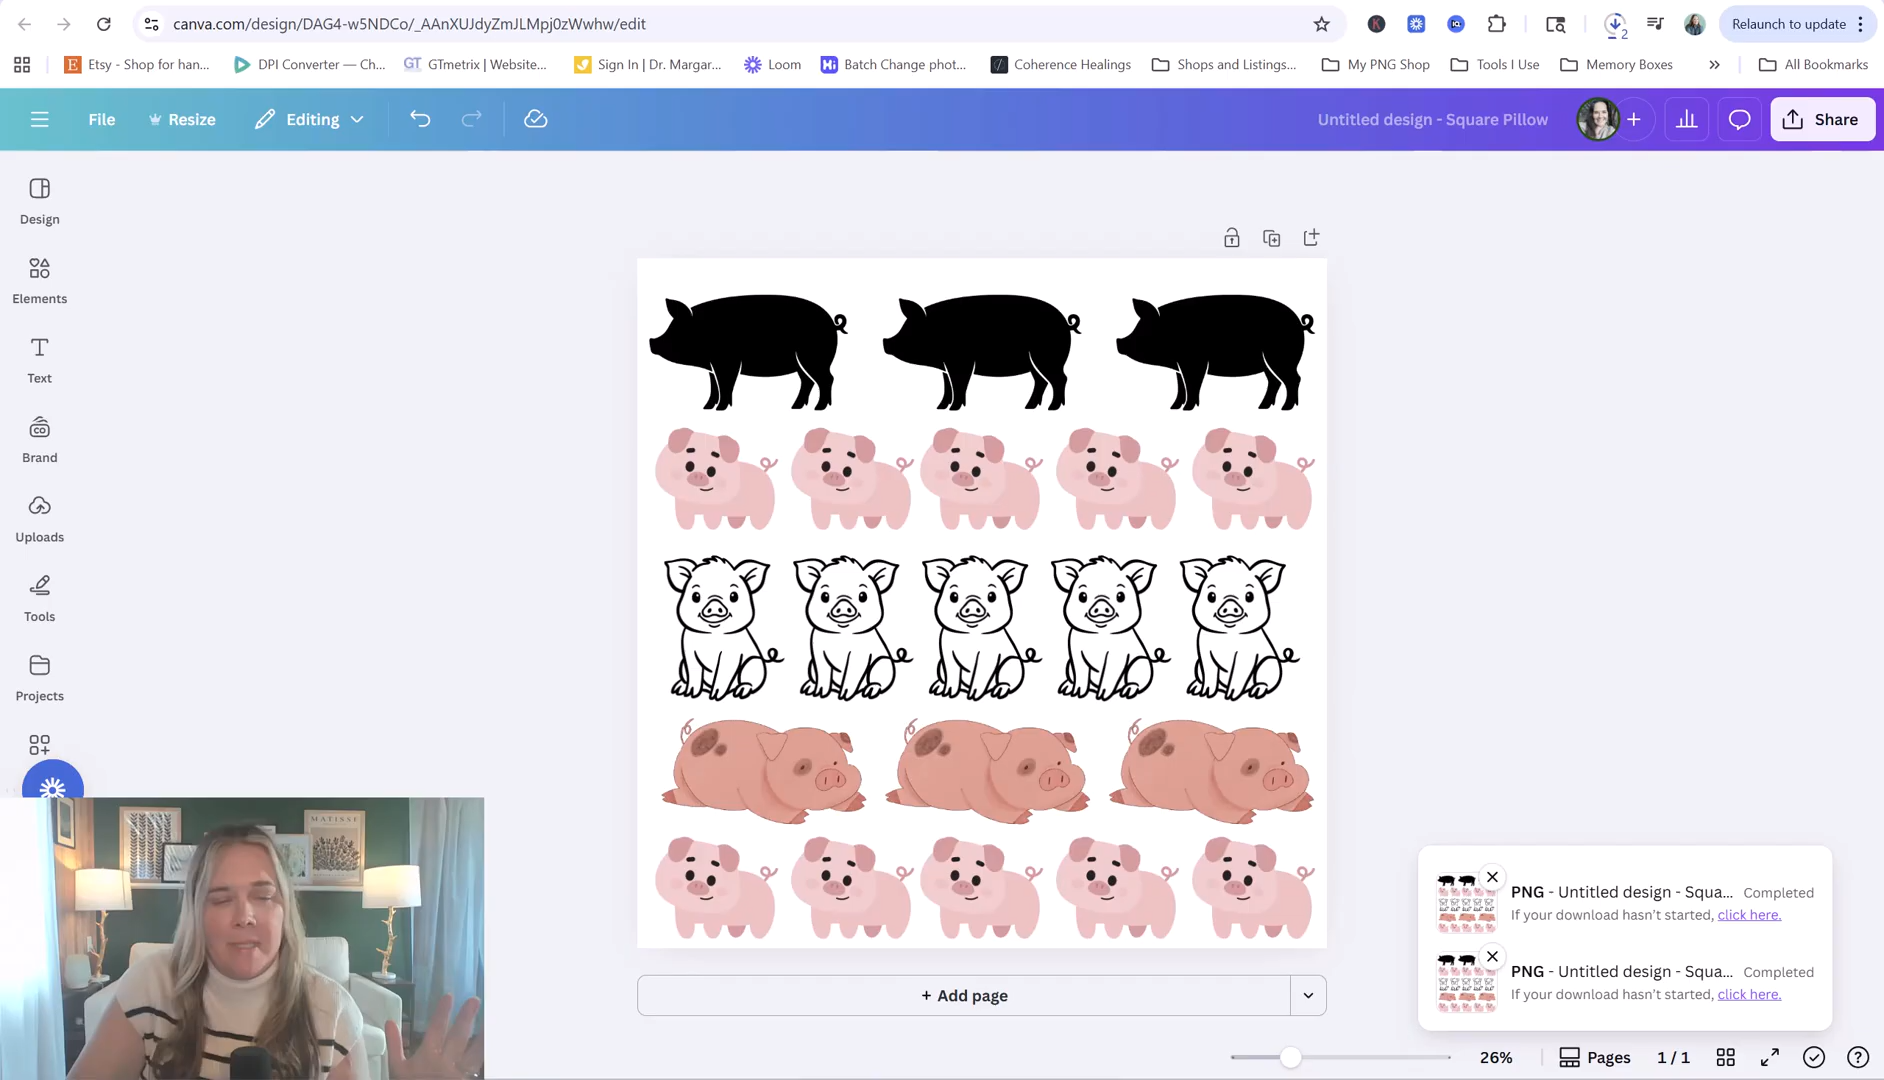 canva.com/design/DAG4-w5NDCo/_AAnXUJdyZmJLMpj0zWwhw/edit
2
Relaunch to update
Etsy - Shop for han...
DPI Converter — Ch...
GT GTmetrix | Website...
Sign In | Dr. Margar...
Loom
Hi Batch Change phot...
Coherence Healings
Shops and Listings...
My PNG Shop
Tools I Use
Memory Boxes
All Bookmarks
File
Resize
Editing
Untitled design - Square Pillow
Share
Design
Elements
Text
Brand
Uploads
Tools
Projects
MATISSE
PNG - Untitled design - Squa... Completed
If your download hasn't started, click here.
PNG - Untitled design - Squa... Completed
If your download hasn't started, click here.
+ Add page
26%
Pages
1 / 1